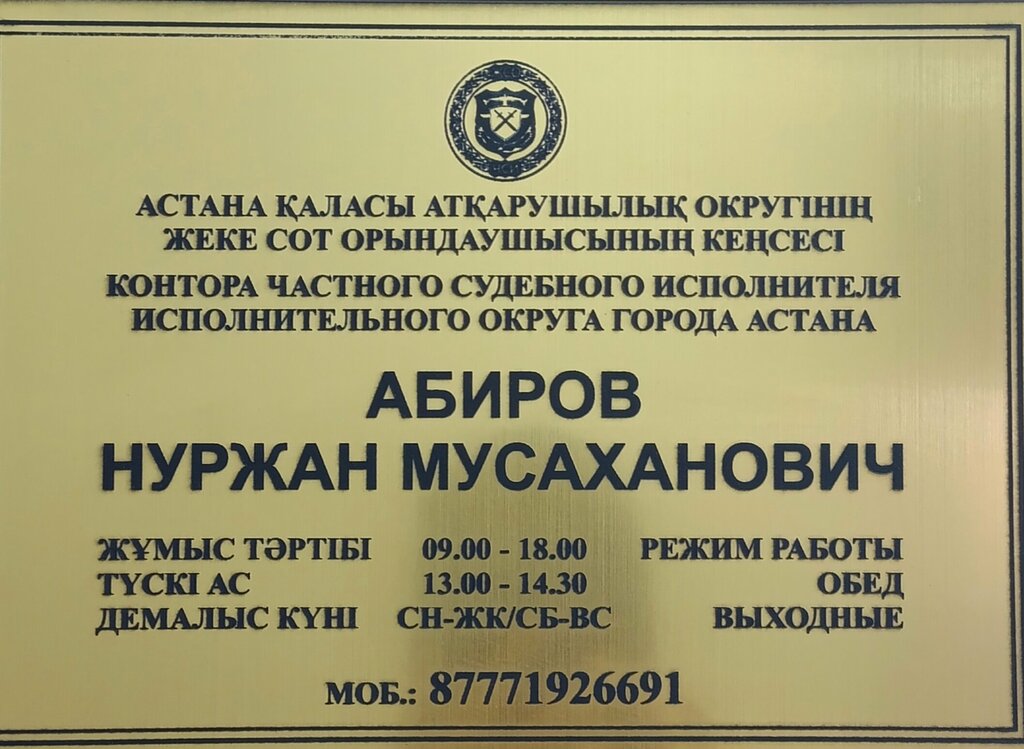 АСТАНА ҚАЛАСЫ АТҚАРУШЫЛЫҚ ОКРУГІНІҢ
ЖЕКЕ СОТ ОРЫНДАУШЫСЫНЫҢ КЕҢСЕСІ
КОНТОРА ЧАСТНОГО СУДЕБНОГО ИСПОЛНИТЕЛЯ
ИСПОЛНИТЕЛЬНОГО ОКРУГА ГОРОДА АСТАНА
АБИРОВ
НУРЖАН МУСАХАНОВИЧ
ЖҰМЫС ТӘРТІБІ 09.00 - 18.00 РЕЖИМ РАБОТЫ
ТҮСКІ АС 13.00 - 14.30 ОБЕД
ДЕМАЛЫС КҮНІ СН-ЖК/СБ-ВС ВЫХОДНЫЕ
МОБ.: 87771926691